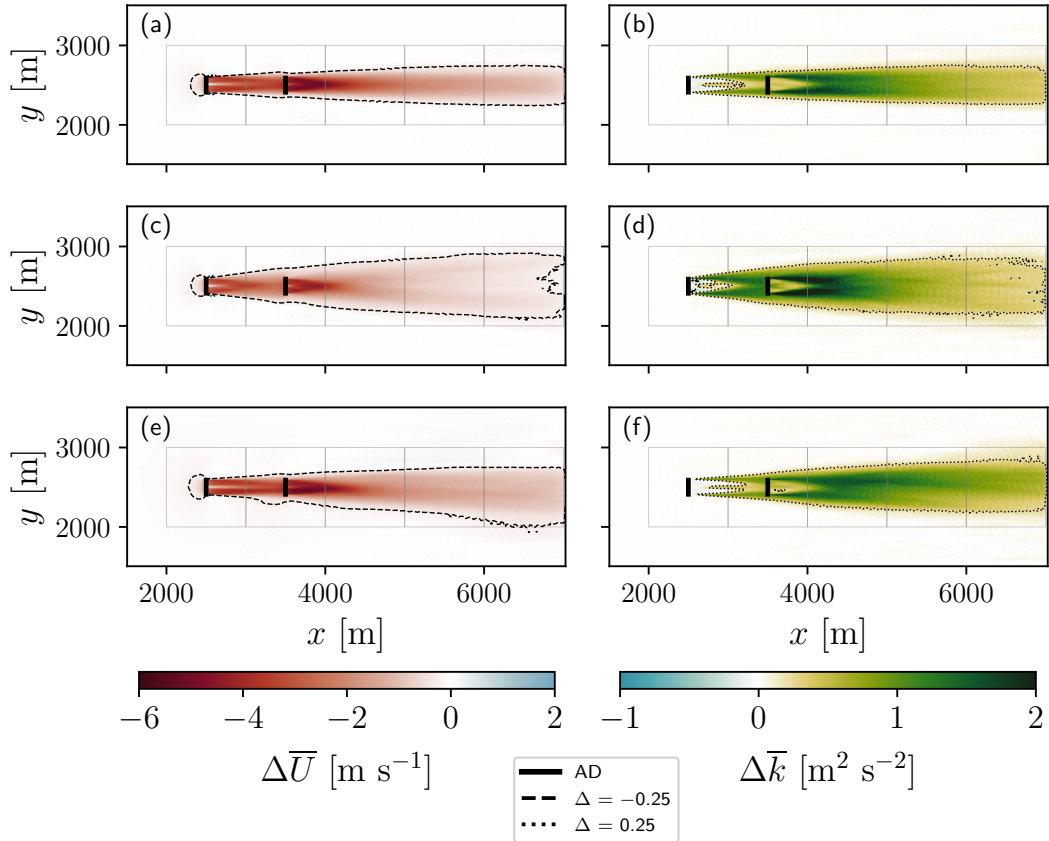 (a) (b)
3000
y [m]
2000
(c) (d)
3000
y [m]
2000
(e) (f)
3000
y [m]
2000
2000 4000 6000 2000 4000 6000
x [m] x [m]
−6 −4 −2 0 2 −1 0 1 2
ΔU̅ [m s⁻¹] Δk̅ [m² s⁻²]
AD
Δ = −0.25
Δ = 0.25